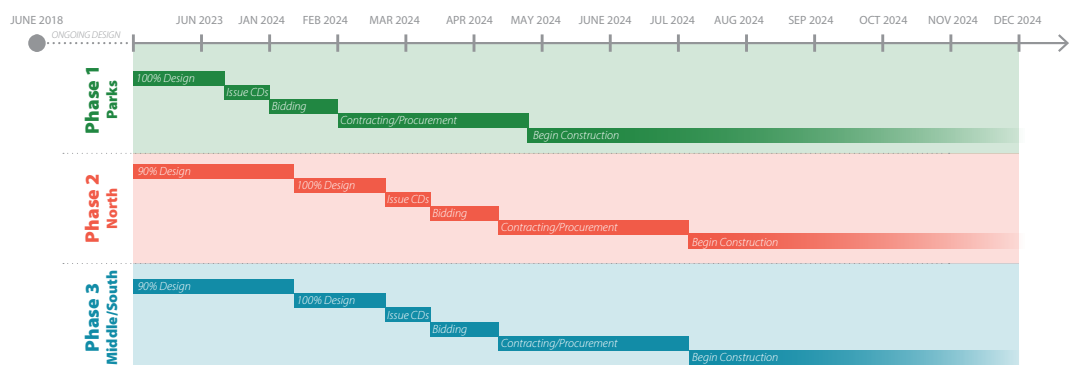 JUNE 2018
JUN 2023
JAN 2024
FEB 2024
MAR 2024
APR 2024
MAY 2024
JUNE 2024
JUL 2024
AUG 2024
SEP 2024
OCT 2024
NOV 2024
DEC 2024
ONGOING DESIGN
Phase 1
Parks
100% Design
Issue CDs
Bidding
Contracting/Procurement
Begin Construction
Phase 2
North
90% Design
100% Design
Issue CDs
Bidding
Contracting/Procurement
Begin Construction
Phase 3
Middle/South
90% Design
100% Design
Issue CDs
Bidding
Contracting/Procurement
Begin Construction